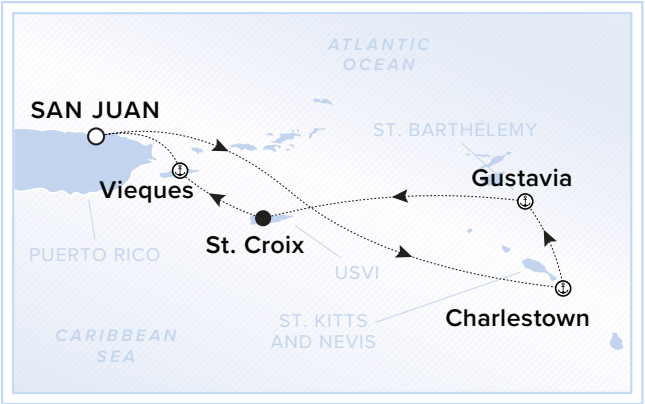 ATLANTIC
OCEAN
SAN JUAN
ST. BARTHÉLEMY
Gustavia
Vieques
St. Croix
PUERTO RICO
USVI
Charlestown
ST. KITTS
AND NEVIS
CARIBBEAN
SEA